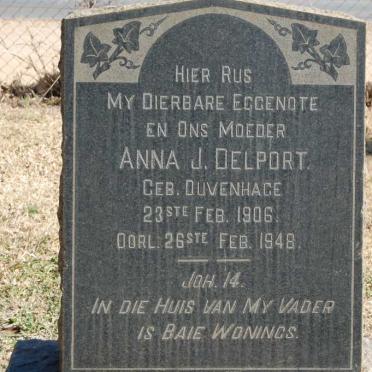 HIER RUS
MY DIERBARE EGGENOTE
EN ONS MOEDER
ANNA J. DELPORT.
GEB. DUVENHAGE
23STE FEB. 1906.
OORL. 26STE FEB. 1948.
JOH. 14.
IN DIE HUIS VAN MY VADER
IS BAIE WONINGS.